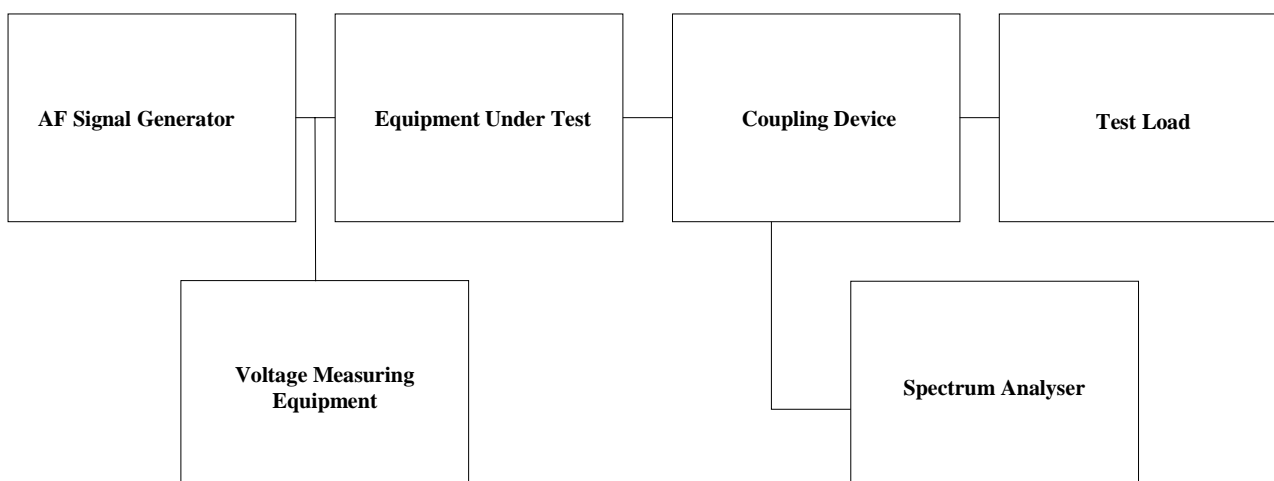 AF Signal Generator
Equipment Under Test
Coupling Device
Test Load
Voltage Measuring
Equipment
Spectrum Analyser